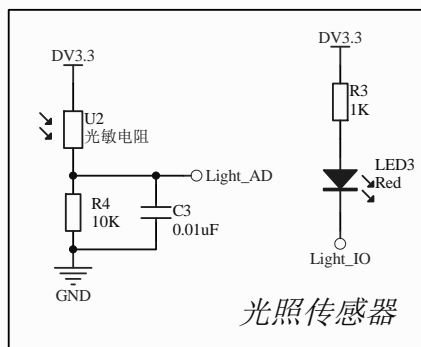 DV3.3
U2
光敏电阻
Light_AD
R4
10K
C3
0.01uF
GND
DV3.3
R3
1K
LED3
Red
Light_IO
光照传感器